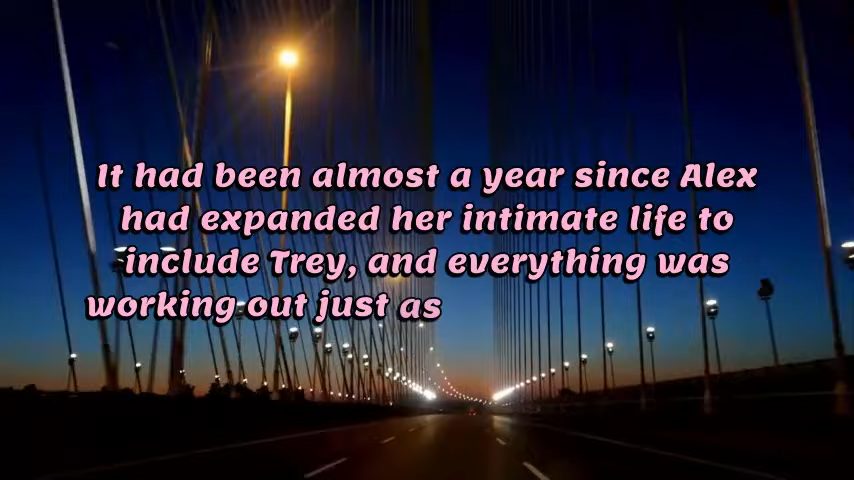 It had been almost a year since Alex
had expanded her intimate life to
include Trey, and everything was
working out just as